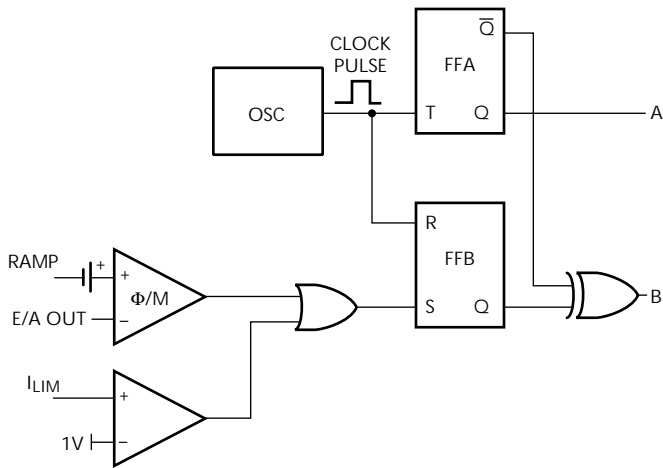 CLOCK
PULSE
OSC
FFA
Q
T
Q
A
R
FFB
S
Q
B
RAMP
+
+
Φ/M
E/A OUT
−
ILIM
+
1V
−